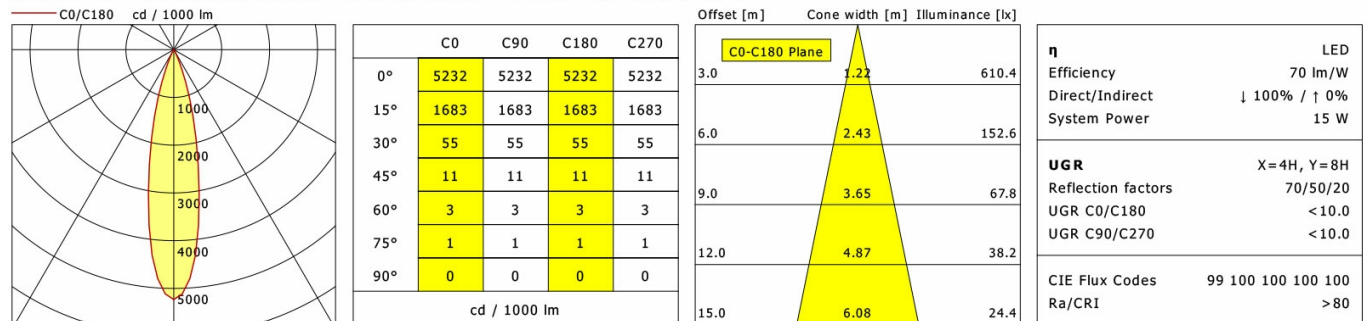 C0/C180 cd / 1000 lm
1000
2000
3000
4000
5000
C0 C90 C180 C270
0° 5232 5232 5232 5232
15° 1683 1683 1683 1683
30° 55 55 55 55
45° 11 11 11 11
60° 3 3 3 3
75° 1 1 1 1
90° 0 0 0 0
cd / 1000 lm
Offset [m] Cone width [m] Illuminance [lx]
C0-C180 Plane
3.0 1.22 610.4
6.0 2.43 152.6
9.0 3.65 67.8
12.0 4.87 38.2
15.0 6.08 24.4
η LED
Efficiency 70 lm/W
Direct/Indirect ↓ 100% / ↑ 0%
System Power 15 W
UGR X=4H, Y=8H
Reflection factors 70/50/20
UGR C0/C180 <10.0
UGR C90/C270 <10.0
CIE Flux Codes 99 100 100 100 100
Ra/CRI >80